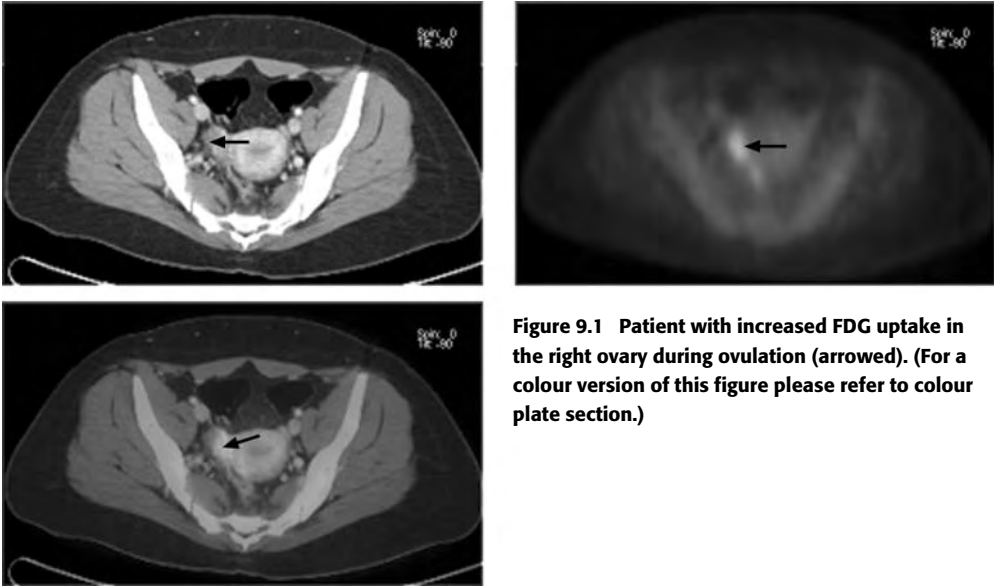 Spin: 0
Tilt: -90
Spin: 0
Tilt: -90
Spin: 0
Tilt: -90
Figure 9.1 Patient with increased FDG uptake in
the right ovary during ovulation (arrowed). (For a
colour version of this figure please refer to colour
plate section.)